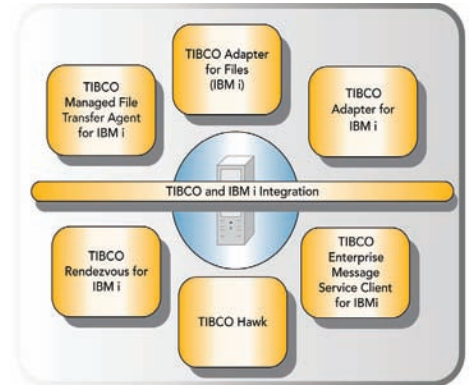 TIBCO Adapter
for Files
(IBM i)
TIBCO
Managed File
Transfer Agent
for IBM i
TIBCO
Adapter for
IBM i
TIBCO and IBM i Integration
TIBCO
Rendezvous for
IBM i
TIBCO Hawk
TIBCO
Enterprise
Message
Service Client
for IBMi